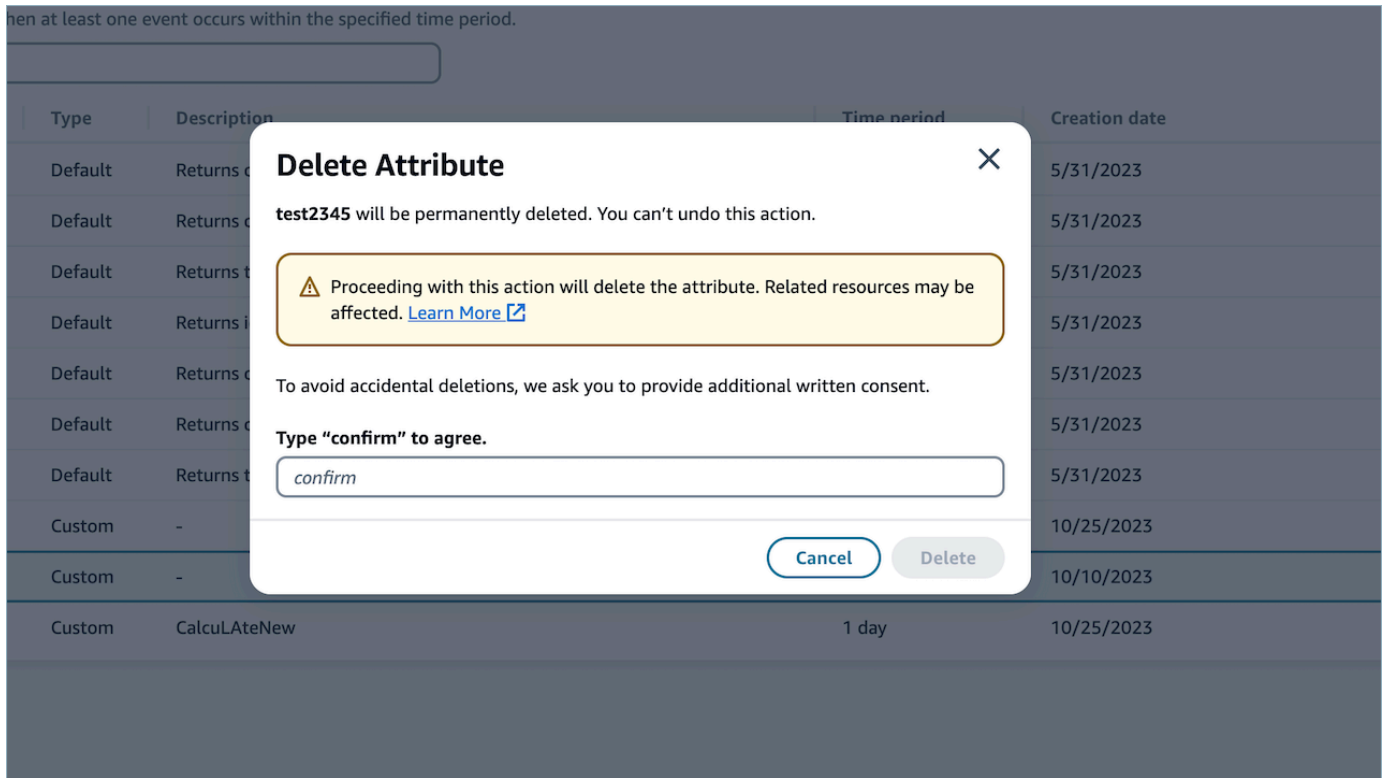 hen at least one event occurs within the specified time period.
Type Description Time period Creation date
Default Returns 5/31/2023
Default Returns 5/31/2023
Default Returns 5/31/2023
Default Returns 5/31/2023
Default Returns 5/31/2023
Default Returns 5/31/2023
Default Returns 5/31/2023
Custom - 10/25/2023
Custom - 10/10/2023
Custom CalcuLAteNew 1 day 10/25/2023
Delete Attribute
test2345 will be permanently deleted. You can’t undo this action.
Proceeding with this action will delete the attribute. Related resources may be
affected. Learn More
To avoid accidental deletions, we ask you to provide additional written consent.
Type “confirm” to agree.
confirm
Cancel Delete